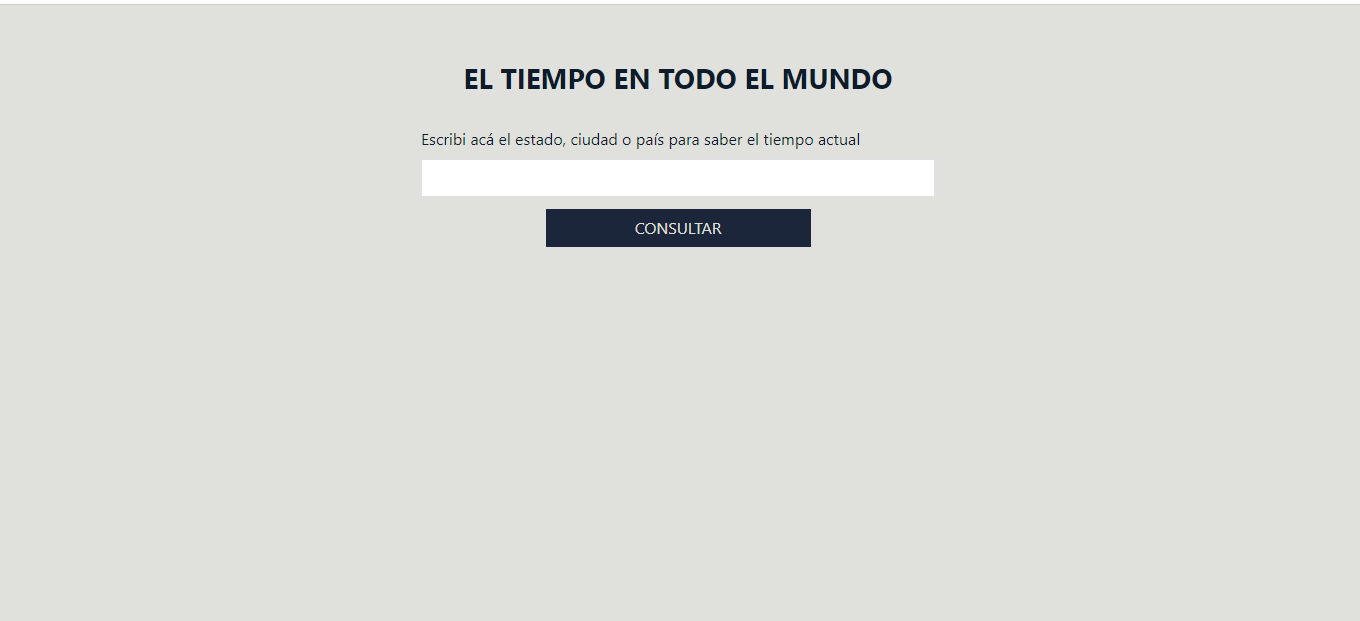 EL TIEMPO EN TODO EL MUNDO
Escribi acá el estado, ciudad o país para saber el tiempo actual
CONSULTAR